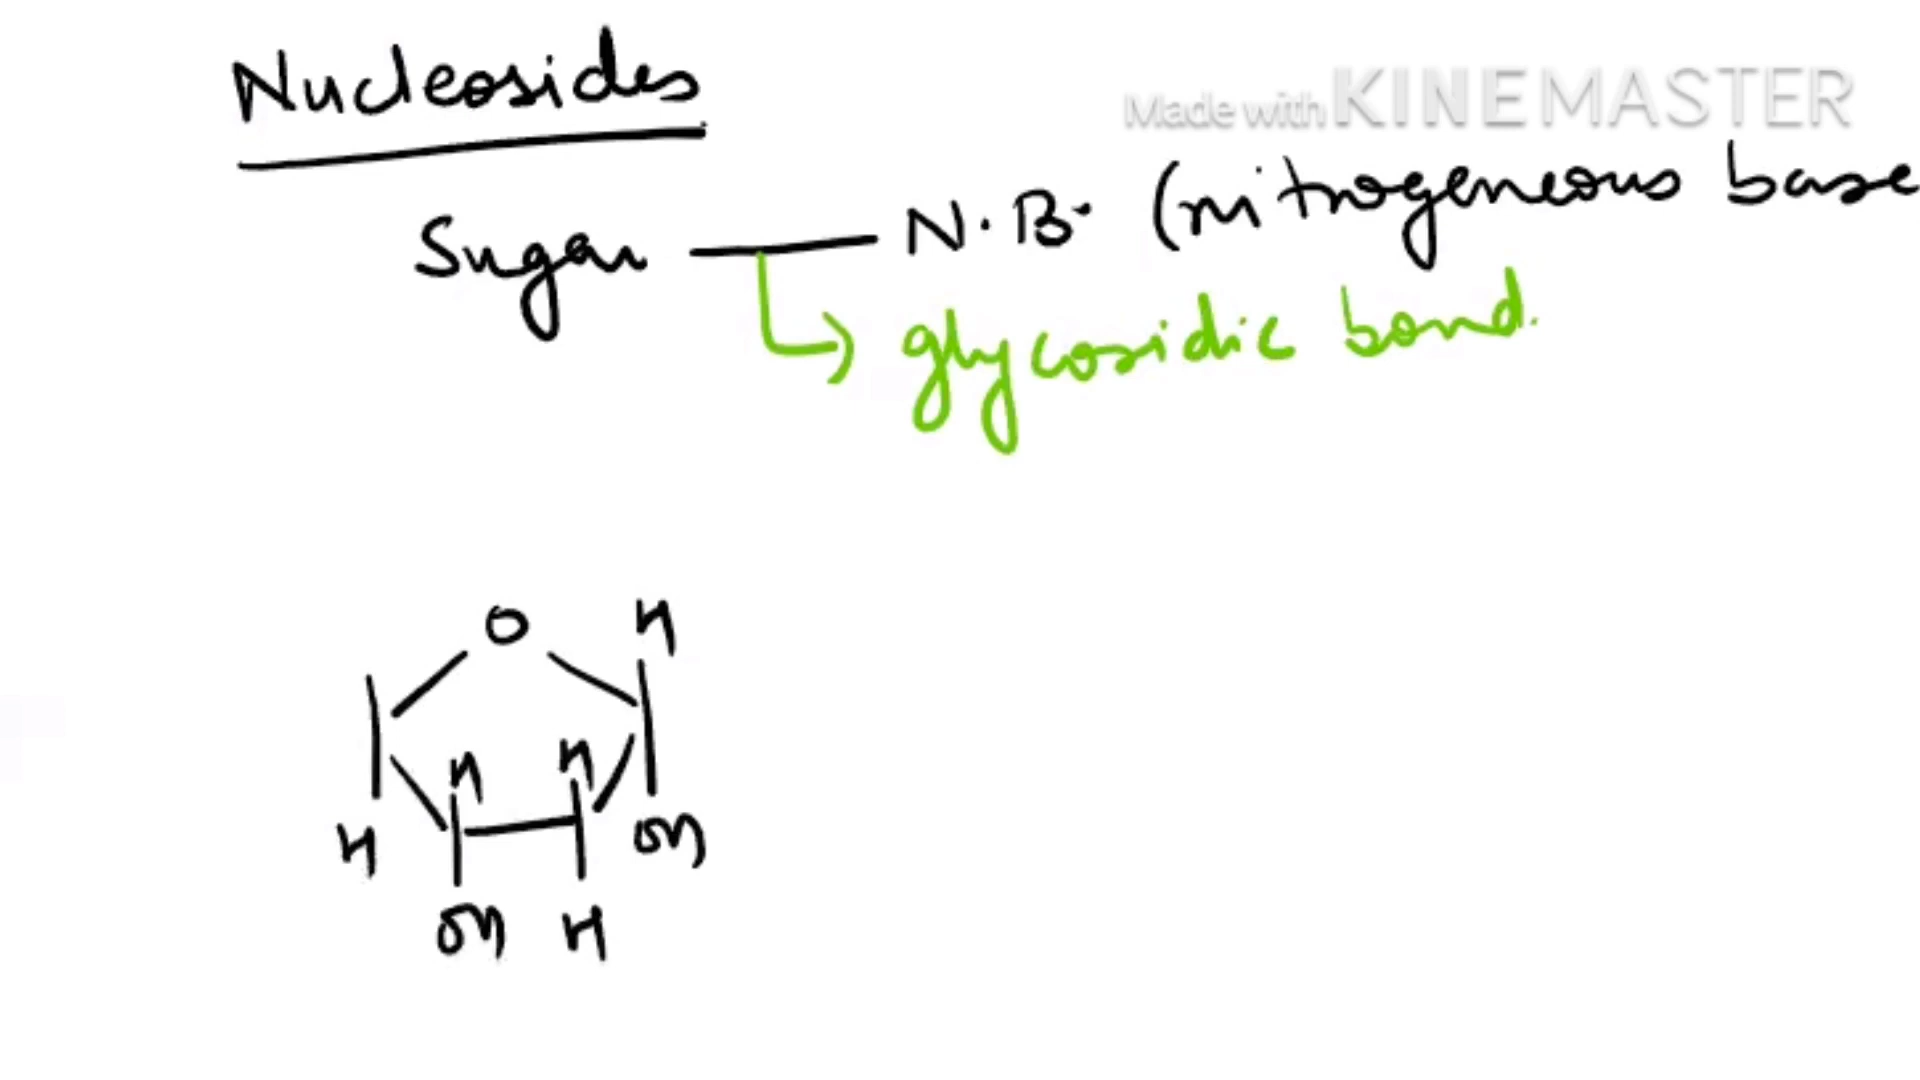 Nucleosides
Made with KINEMASTER
Sugar — N.B. (nitrogeneous base
glycosidic bond.
O H
H H
H OH
OH H